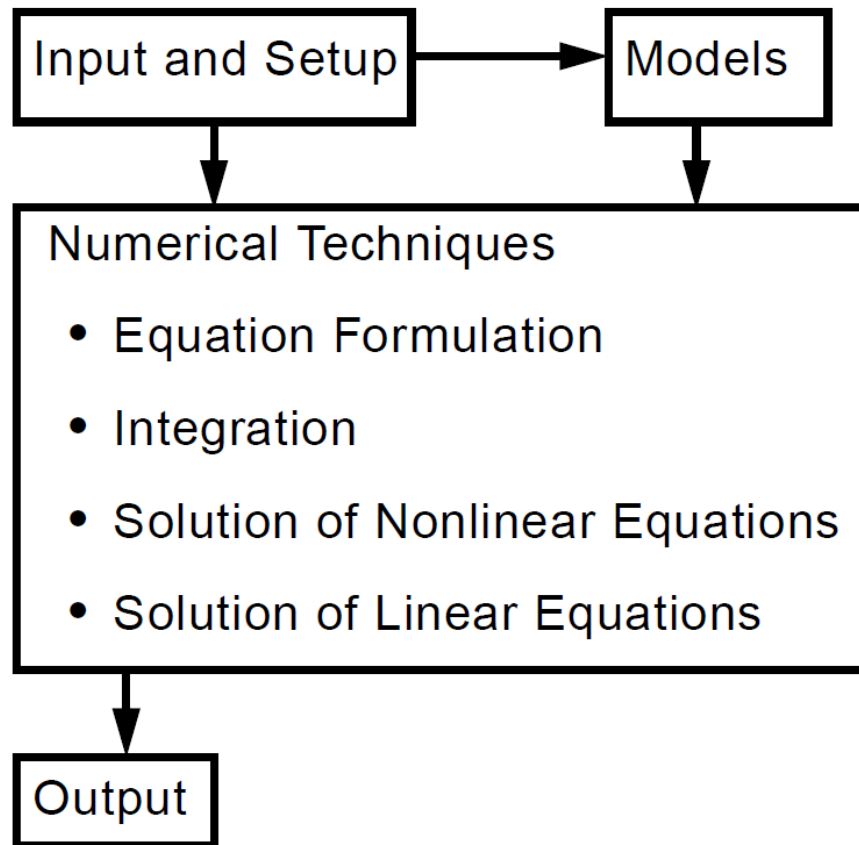 Input and Setup
Models
Numerical Techniques
• Equation Formulation
• Integration
• Solution of Nonlinear Equations
• Solution of Linear Equations
Output